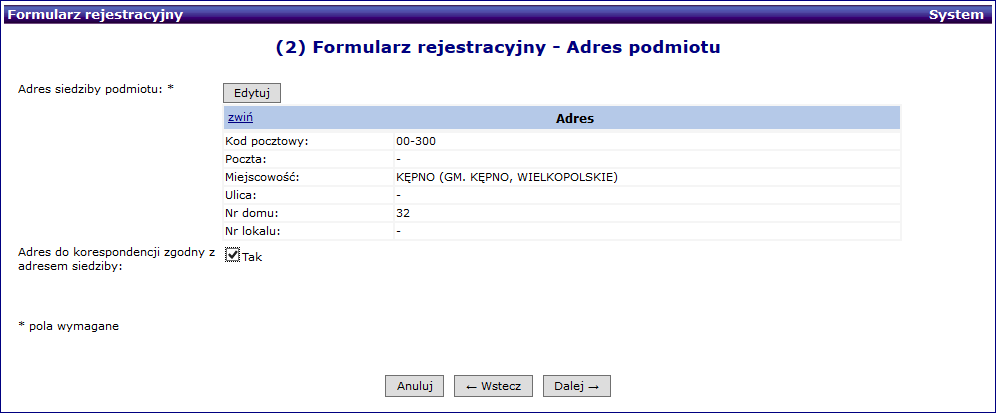 Formularz rejestracyjny System
(2) Formularz rejestracyjny - Adres podmiotu
Adres siedziby podmiotu: *
Edytuj
zwiń Adres
Kod pocztowy: 00-300
Poczta: -
Miejscowość: KĘPNO (GM. KĘPNO, WIELKOPOLSKIE)
Ulica: -
Nr domu: 32
Nr lokalu: -
Adres do korespondencji zgodny z
adresem siedziby:
Tak
* pola wymagane
Anuluj ← Wstecz Dalej →